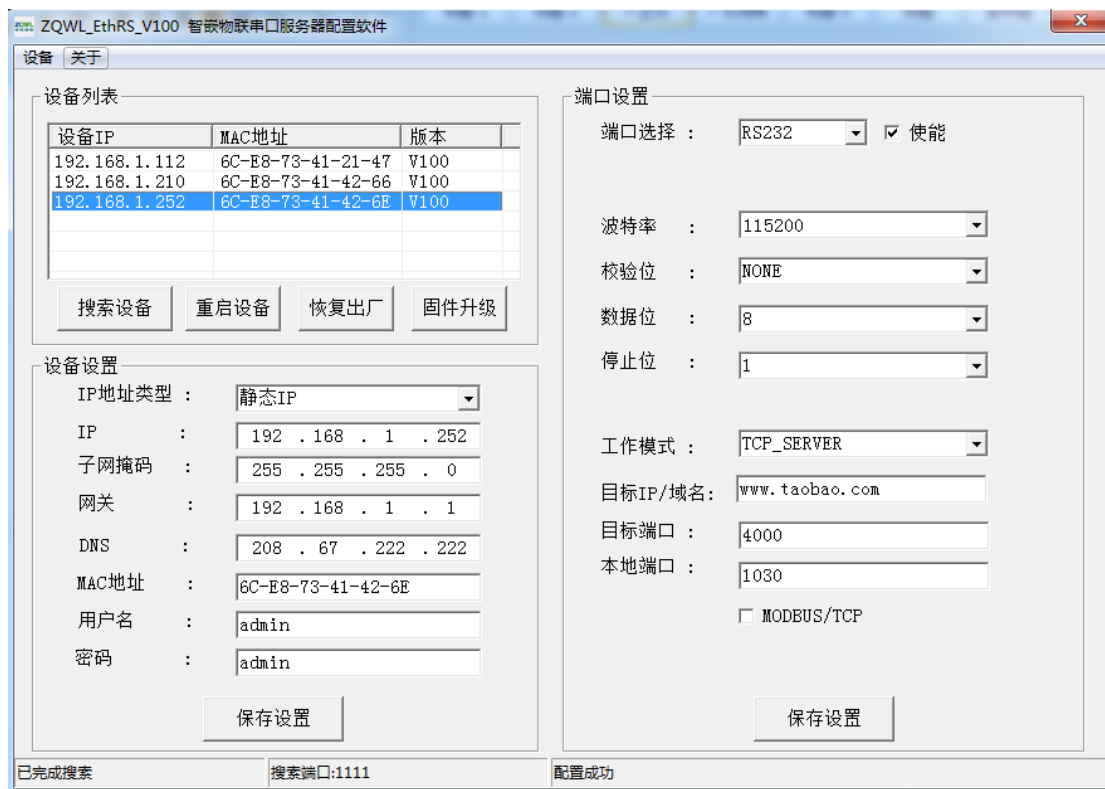 ZQWL_EthRS_V100 智嵌物联串口服务器配置软件
设备 关于
设备列表
设备IP MAC地址 版本
192.168.1.112 6C-E8-73-41-21-47 V100
192.168.1.210 6C-E8-73-41-42-66 V100
192.168.1.252 6C-E8-73-41-42-6E V100
搜索设备 重启设备 恢复出厂 固件升级
设备设置
IP地址类型 : 静态IP
IP : 192 . 168 . 1 . 252
子网掩码 : 255 . 255 . 255 . 0
网关 : 192 . 168 . 1 . 1
DNS : 208 . 67 . 222 . 222
MAC地址 : 6C-E8-73-41-42-6E
用户名 : admin
密码 : admin
保存设置
端口设置
端口选择 : RS232 使能
波特率 : 115200
校验位 : NONE
数据位 : 8
停止位 : 1
工作模式 : TCP_SERVER
目标IP/域名: www.taobao.com
目标端口 : 4000
本地端口 : 1030
MODBUS/TCP
保存设置
已完成搜索 搜索端口:1111 配置成功